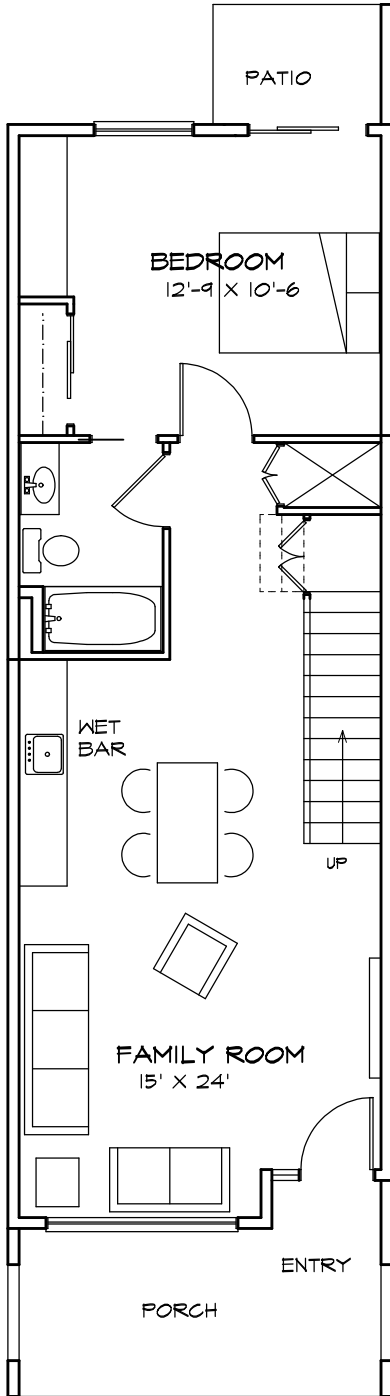 PATIO
BEDROOM
12'-9 X 10'-6
WET
BAR
UP
FAMILY ROOM
15' X 24'
ENTRY
PORCH